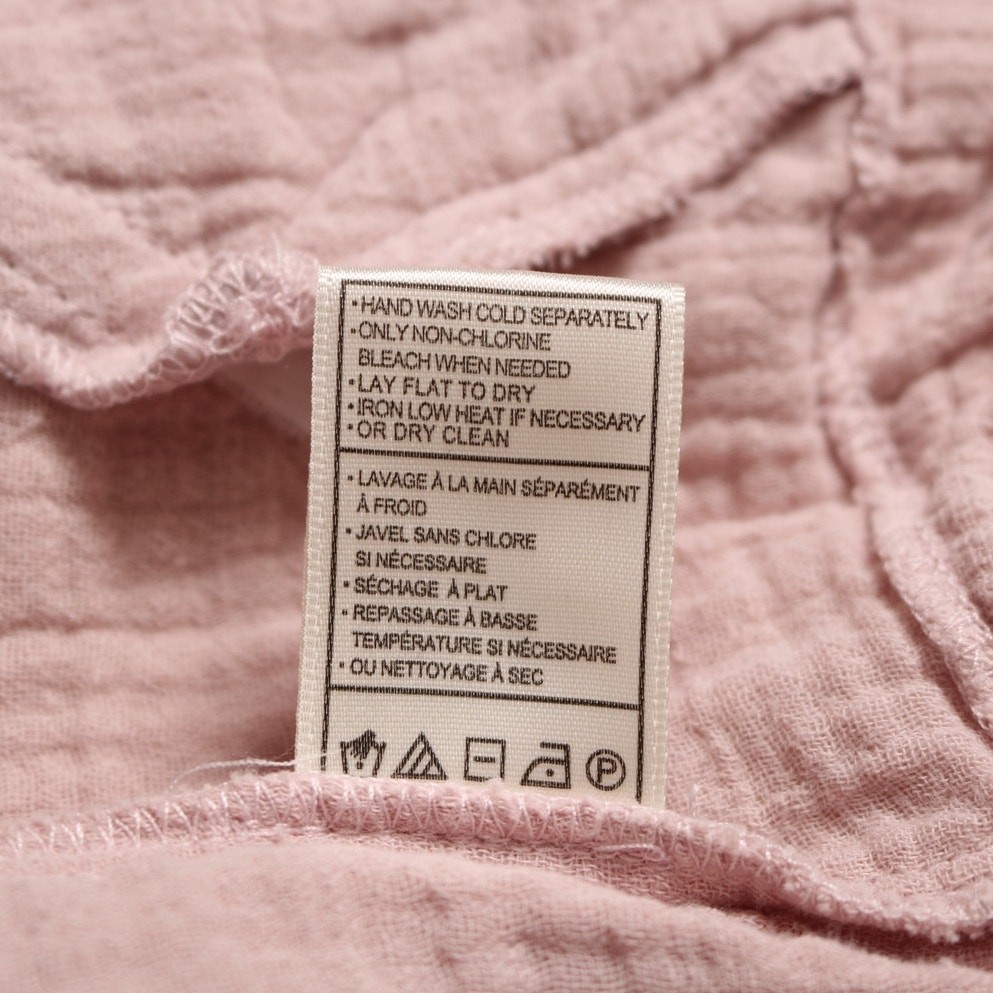 • HAND WASH COLD SEPARATELY
• ONLY NON-CHLORINE
BLEACH WHEN NEEDED
• LAY FLAT TO DRY
• IRON LOW HEAT IF NECESSARY
• OR DRY CLEAN
• LAVAGE À LA MAIN SÉPARÉMENT
À FROID
• JAVEL SANS CHLORE
SI NÉCESSAIRE
• SÉCHAGE À PLAT
• REPASSAGE À BASSE
TEMPÉRATURE SI NÉCESSAIRE
• OU NETTOYAGE À SEC
P